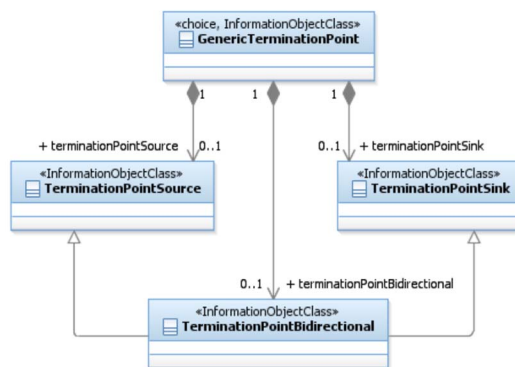 «choice, InformationObjectClass»
GenericTerminationPoint
1 1 1
+ terminationPointSource 0..1 0..1 + terminationPointSink
«InformationObjectClass»
TerminationPointSource
«InformationObjectClass»
TerminationPointSink
0..1 + terminationPointBidirectional
«InformationObjectClass»
TerminationPointBidirectional